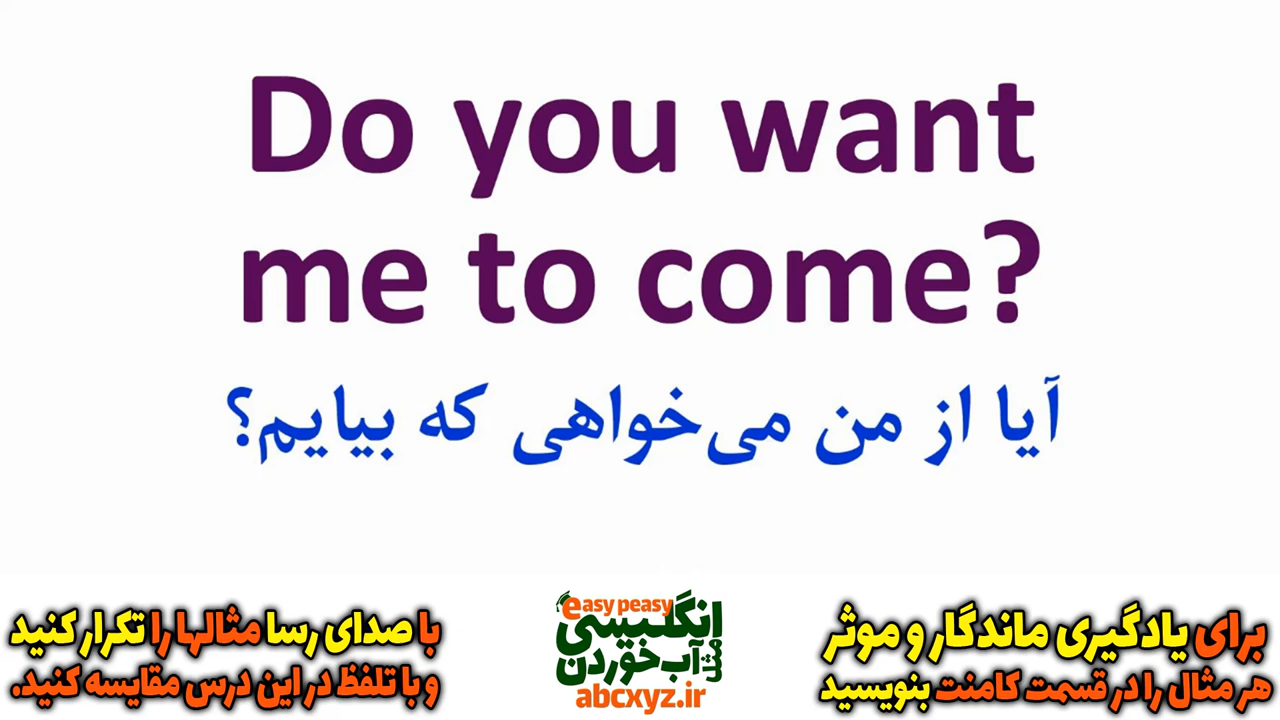 Do you want
me to come?
آیا از من می‌خواهی که بیایم؟
برای یادگیری ماندگار و موثر
هر مثال را در قسمت کامنت بنویسید
easy peasy
انگلیسی
مثل آب خوردن
abcxyz.ir
با صدای رسا مثالها را تکرار کنید
و با تلفظ در این درس مقایسه کنید.